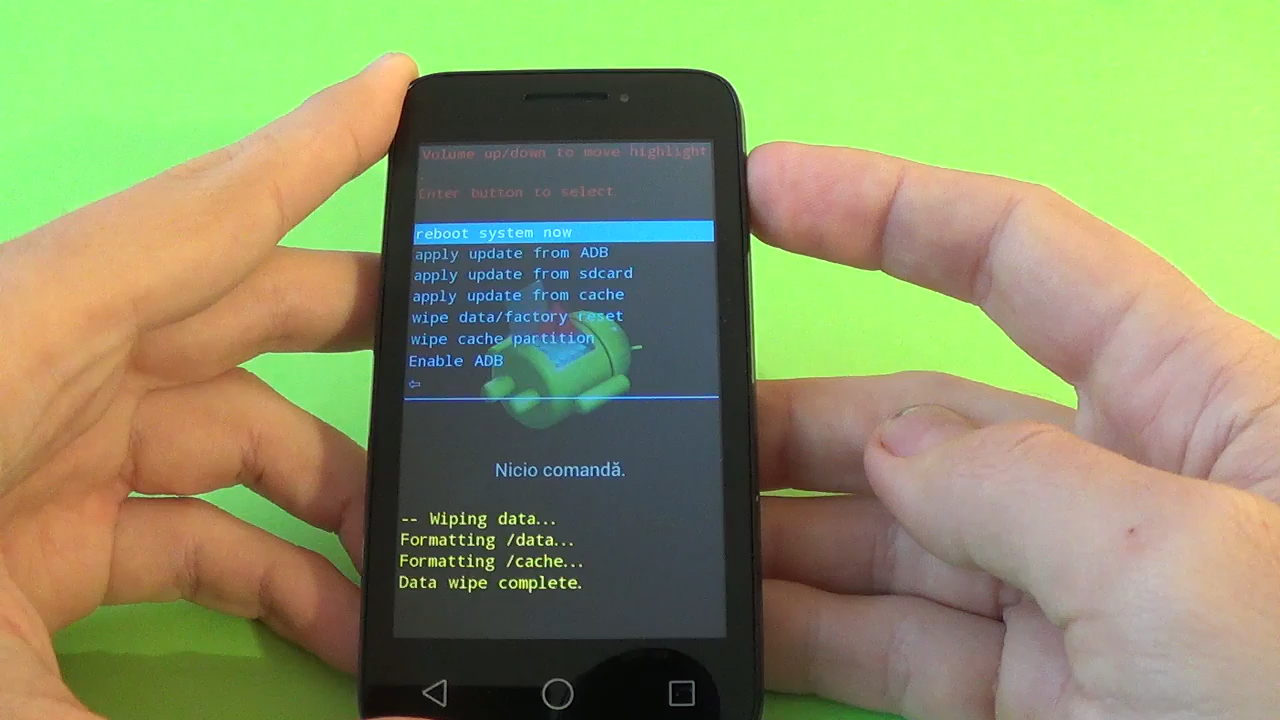 Volume up/down to move highlight
.
Enter button to select
reboot system now
apply update from ADB
apply update from sdcard
apply update from cache
wipe data/factory reset
wipe cache partition
Enable ADB
⇦
Nicio comandă.
-- Wiping data...
Formatting /data...
Formatting /cache...
Data wipe complete.